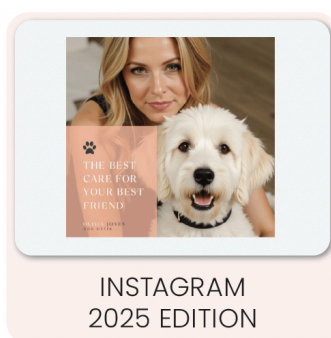 THE BEST
CARE FOR
YOUR BEST
FRIEND
INSTAGRAM
2025 EDITION